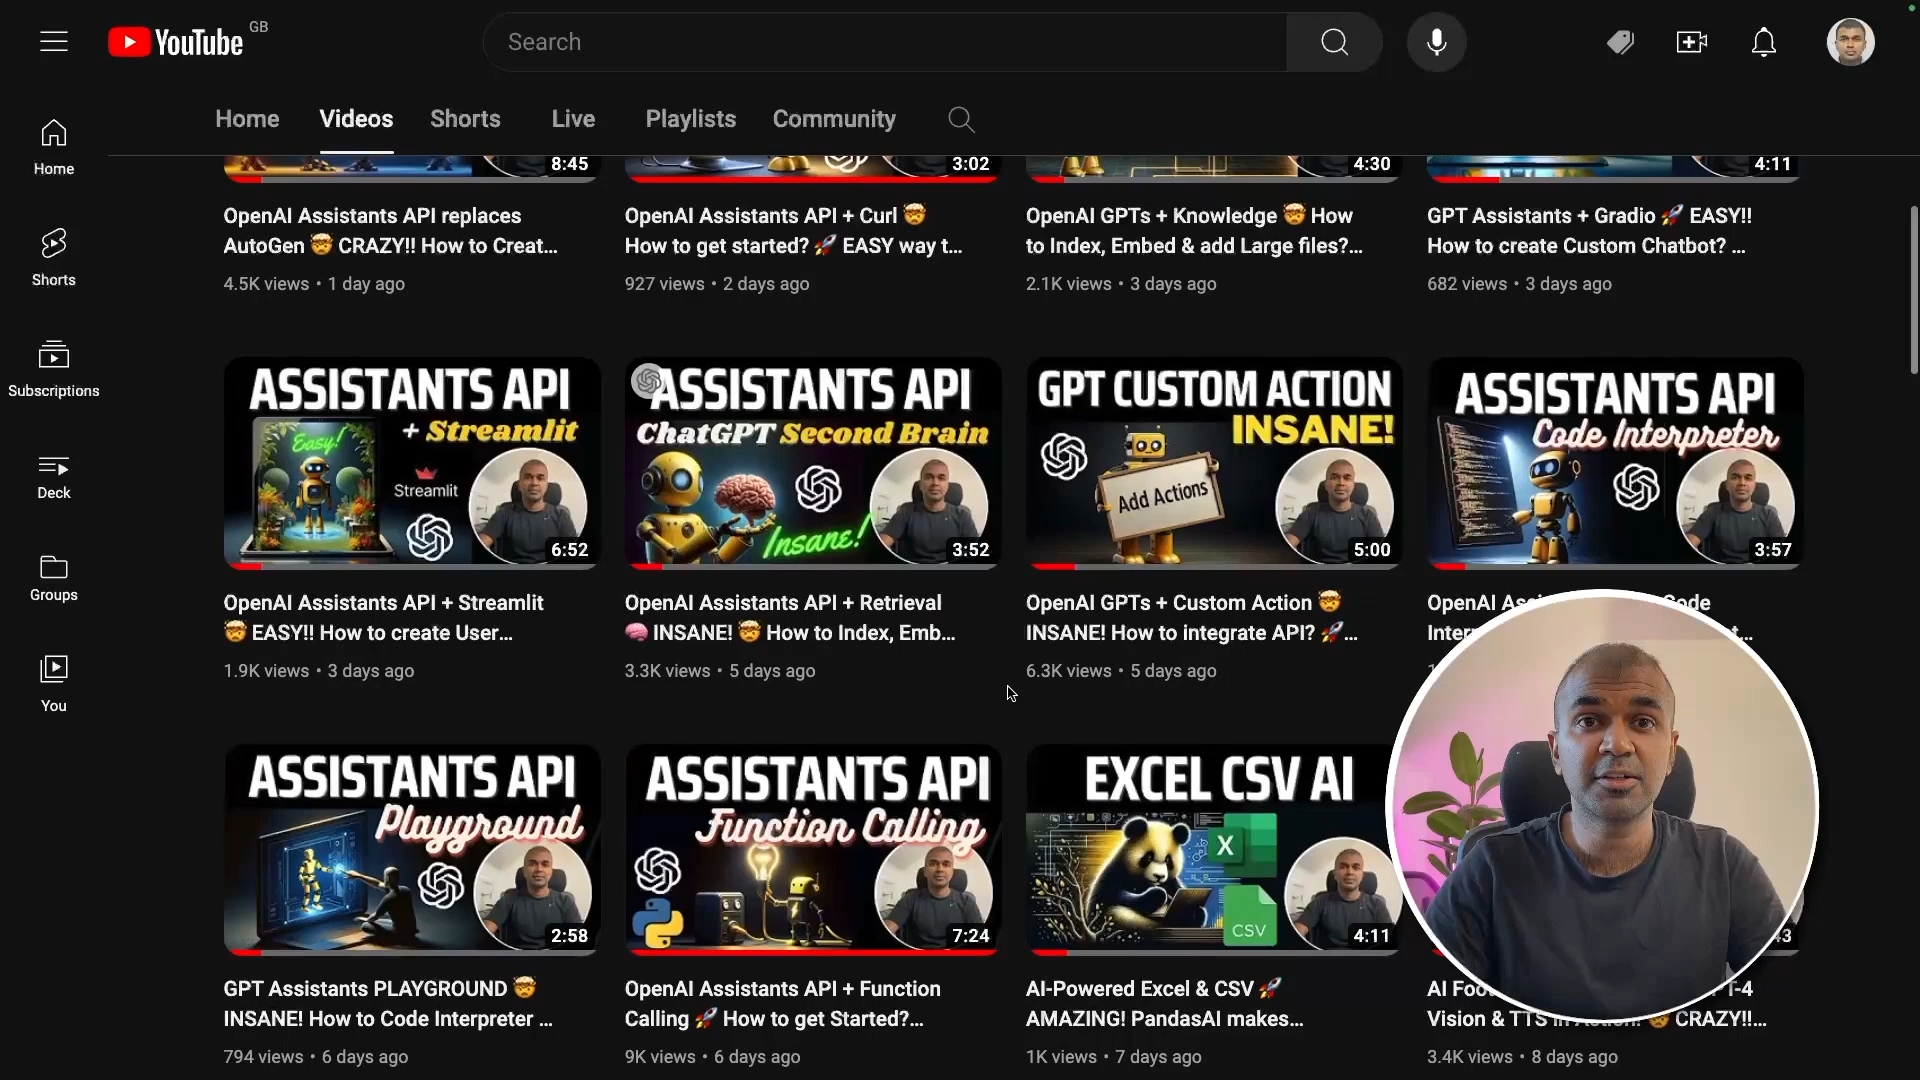 YouTube GB
Search
Home
Videos
Shorts
Live
Playlists
Community
Home
Shorts
Subscriptions
Deck
Groups
You
8:45
3:02
4:30
4:11
OpenAI Assistants API replaces
AutoGen 🤯 CRAZY!! How to Creat...
4.5K views • 1 day ago
OpenAI Assistants API + Curl 🤯
How to get started? 🚀 EASY way t...
927 views • 2 days ago
OpenAI GPTs + Knowledge 🤯 How
to Index, Embed & add Large files?...
2.1K views • 3 days ago
GPT Assistants + Gradio 🚀 EASY!!
How to create Custom Chatbot? ...
682 views • 3 days ago
ASSISTANTS API
+ Streamlit
Easy!
Streamlit
6:52
ASSISTANTS API
ChatGPT Second Brain
Insane!
3:52
GPT CUSTOM ACTION
INSANE!
Add Actions
5:00
ASSISTANTS API
Code Interpreter
3:57
OpenAI Assistants API + Streamlit
🤯 EASY!! How to create User...
1.9K views • 3 days ago
OpenAI Assistants API + Retrieval
🧠 INSANE! 🤯 How to Index, Emb...
3.3K views • 5 days ago
OpenAI GPTs + Custom Action 🤯
INSANE! How to integrate API? 🚀...
6.3K views • 5 days ago
OpenAI
ASSISTANTS API
Playground
2:58
ASSISTANTS API
Function Calling
7:24
EXCEL CSV AI
X
CSV
4:11
GPT Assistants PLAYGROUND 🤯
INSANE! How to Code Interpreter ...
794 views • 6 days ago
OpenAI Assistants API + Function
Calling 🚀 How to get Started?...
9K views • 6 days ago
AI-Powered Excel & CSV 🚀
AMAZING! PandasAI makes...
1K views • 7 days ago
AI
Vision & TTS in 🤯 CRAZY!!...
3.4K views • 8 days ago